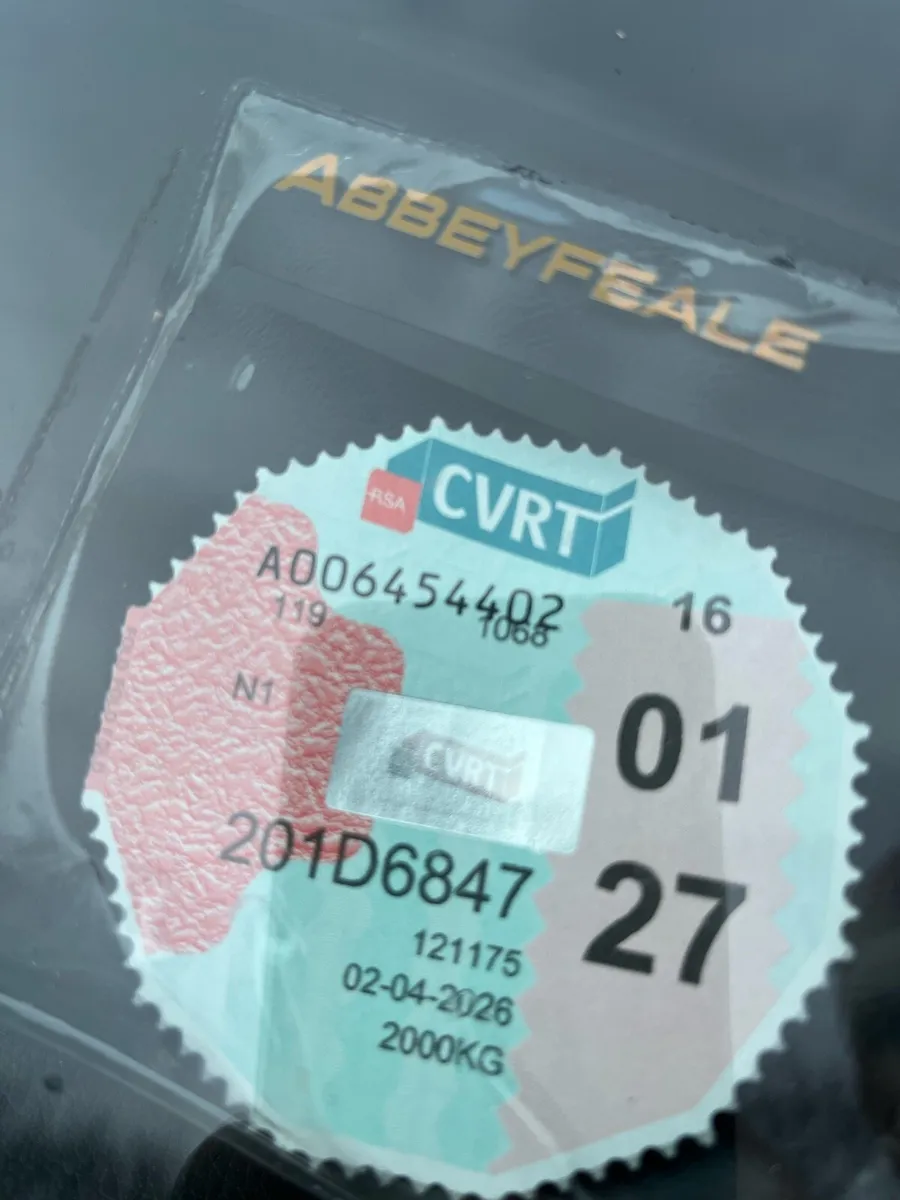 ABBEYFEALE
RSA CVRT
A006454402 16
119 1068
N1 01
CVRT
201D6847 27
121175
02-04-2026
2000KG